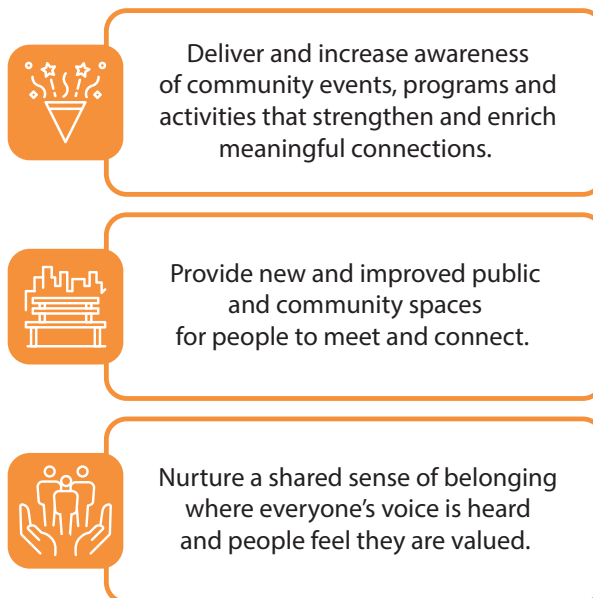 Deliver and increase awareness
of community events, programs and
activities that strengthen and enrich
meaningful connections.
Provide new and improved public
and community spaces
for people to meet and connect.
Nurture a shared sense of belonging
where everyone’s voice is heard
and people feel they are valued.